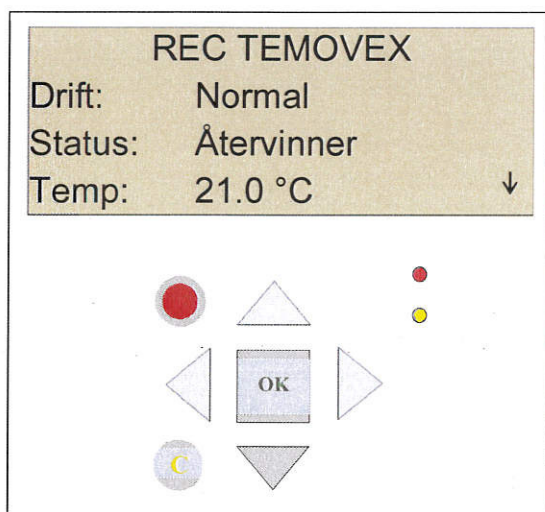 REC TEMOVEX
Drift: Normal
Status: Återvinner
Temp: 21.0 °C ↓
OK
C